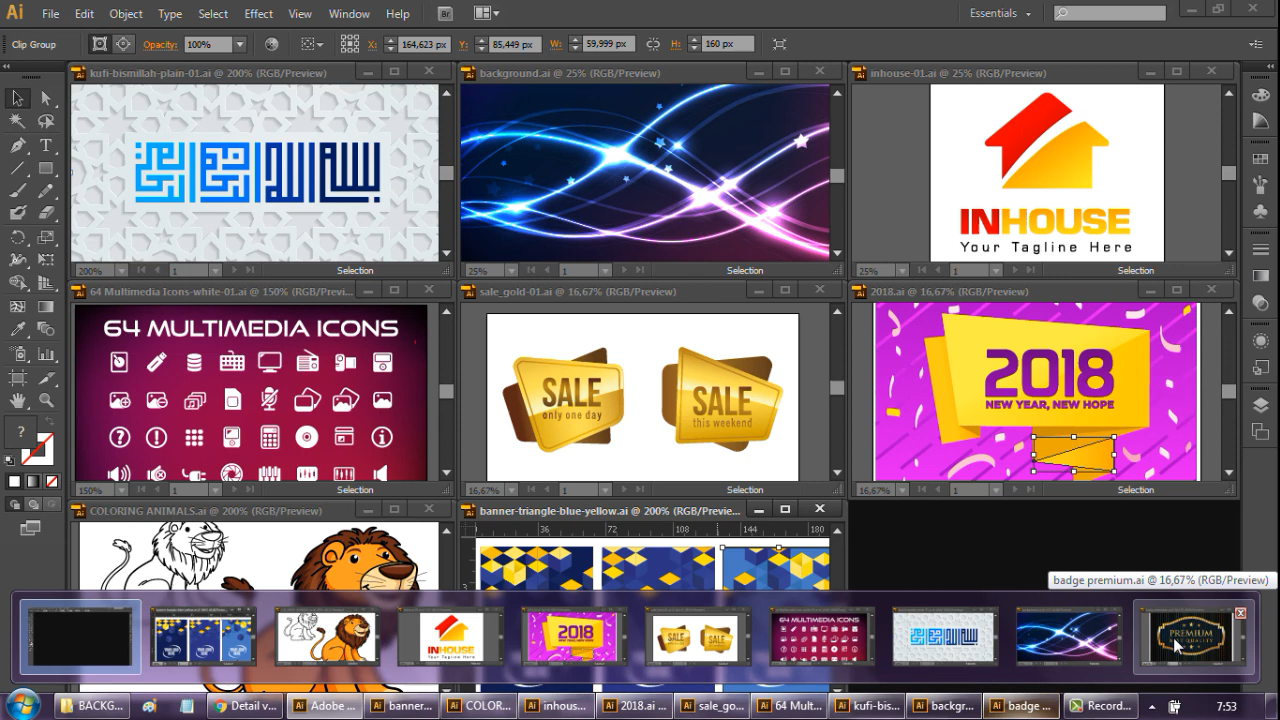 Ai File Edit Object Type Select Effect View Window Help Br Essentials
Clip Group Opacity: 100% X: 164,623 px Y: 85,449 px W: 59,999 px H: 160 px
kufi-bismillah-plain-01.ai @ 200% (RGB/Preview)
background.ai @ 25% (RGB/Preview)
inhouse-01.ai @ 25% (RGB/Preview)
INHOUSE
Your Tagline Here
200% 1 Selection
25% 1 Selection
25% 1 Selection
64 Multimedia Icons-white-01.ai @ 150% (RGB/Previ...
sale_gold-01.ai @ 16,67% (RGB/Preview)
2018.ai @ 16,67% (RGB/Preview)
64 MULTIMEDIA ICONS
SALE
only one day
SALE
this weekend
2018
NEW YEAR, NEW HOPE
150% 1 Selection
16,67% 1 Selection
16,67% 1 Selection
COLORING ANIMALS.ai @ 200% (RGB/Preview)
banner-triangle-blue-yellow.ai @ 200% (RGB/Previe...
36 72 108 144 180
badge premium.ai @ 16,67% (RGB/Preview)
INHOUSE
Your Tagline Here
2018
SALE
SALE
64 MULTIMEDIA ICONS
PREMIUM
BACKG...
Detail v...
Adobe ...
banner...
COLOR...
inhous...
2018.ai ...
sale_go...
64 Mult...
kufi-bis...
backgr...
badge ...
Record...
7:53